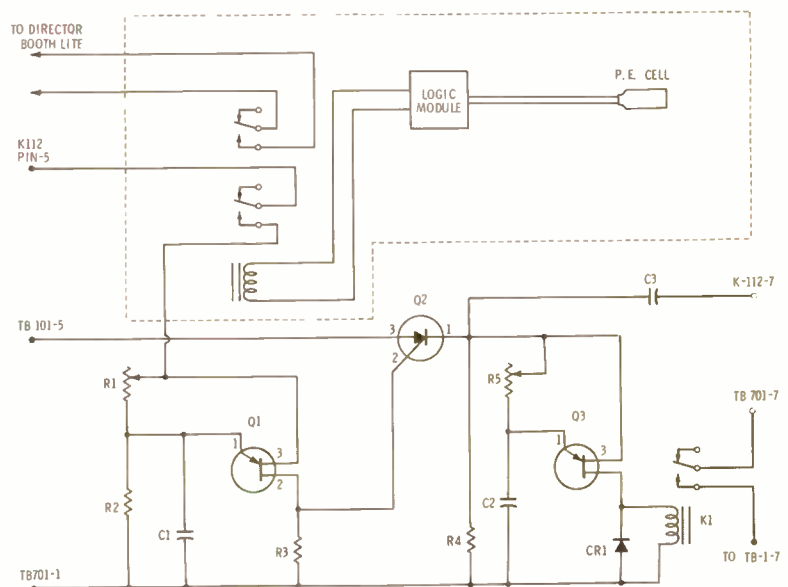 TO DIRECTOR
BOOTH LITE
P. E. CELL
LOGIC
MODULE
K112
PIN-5
Q2
C3
K-112-7
TB 101-5
3
1
2
R1
R5
Q1
Q3
TB 701-7
1
3
2
1
3
R2
C1
R3
C2
R4
CR1
K1
TB701-1
TO TB-1-7